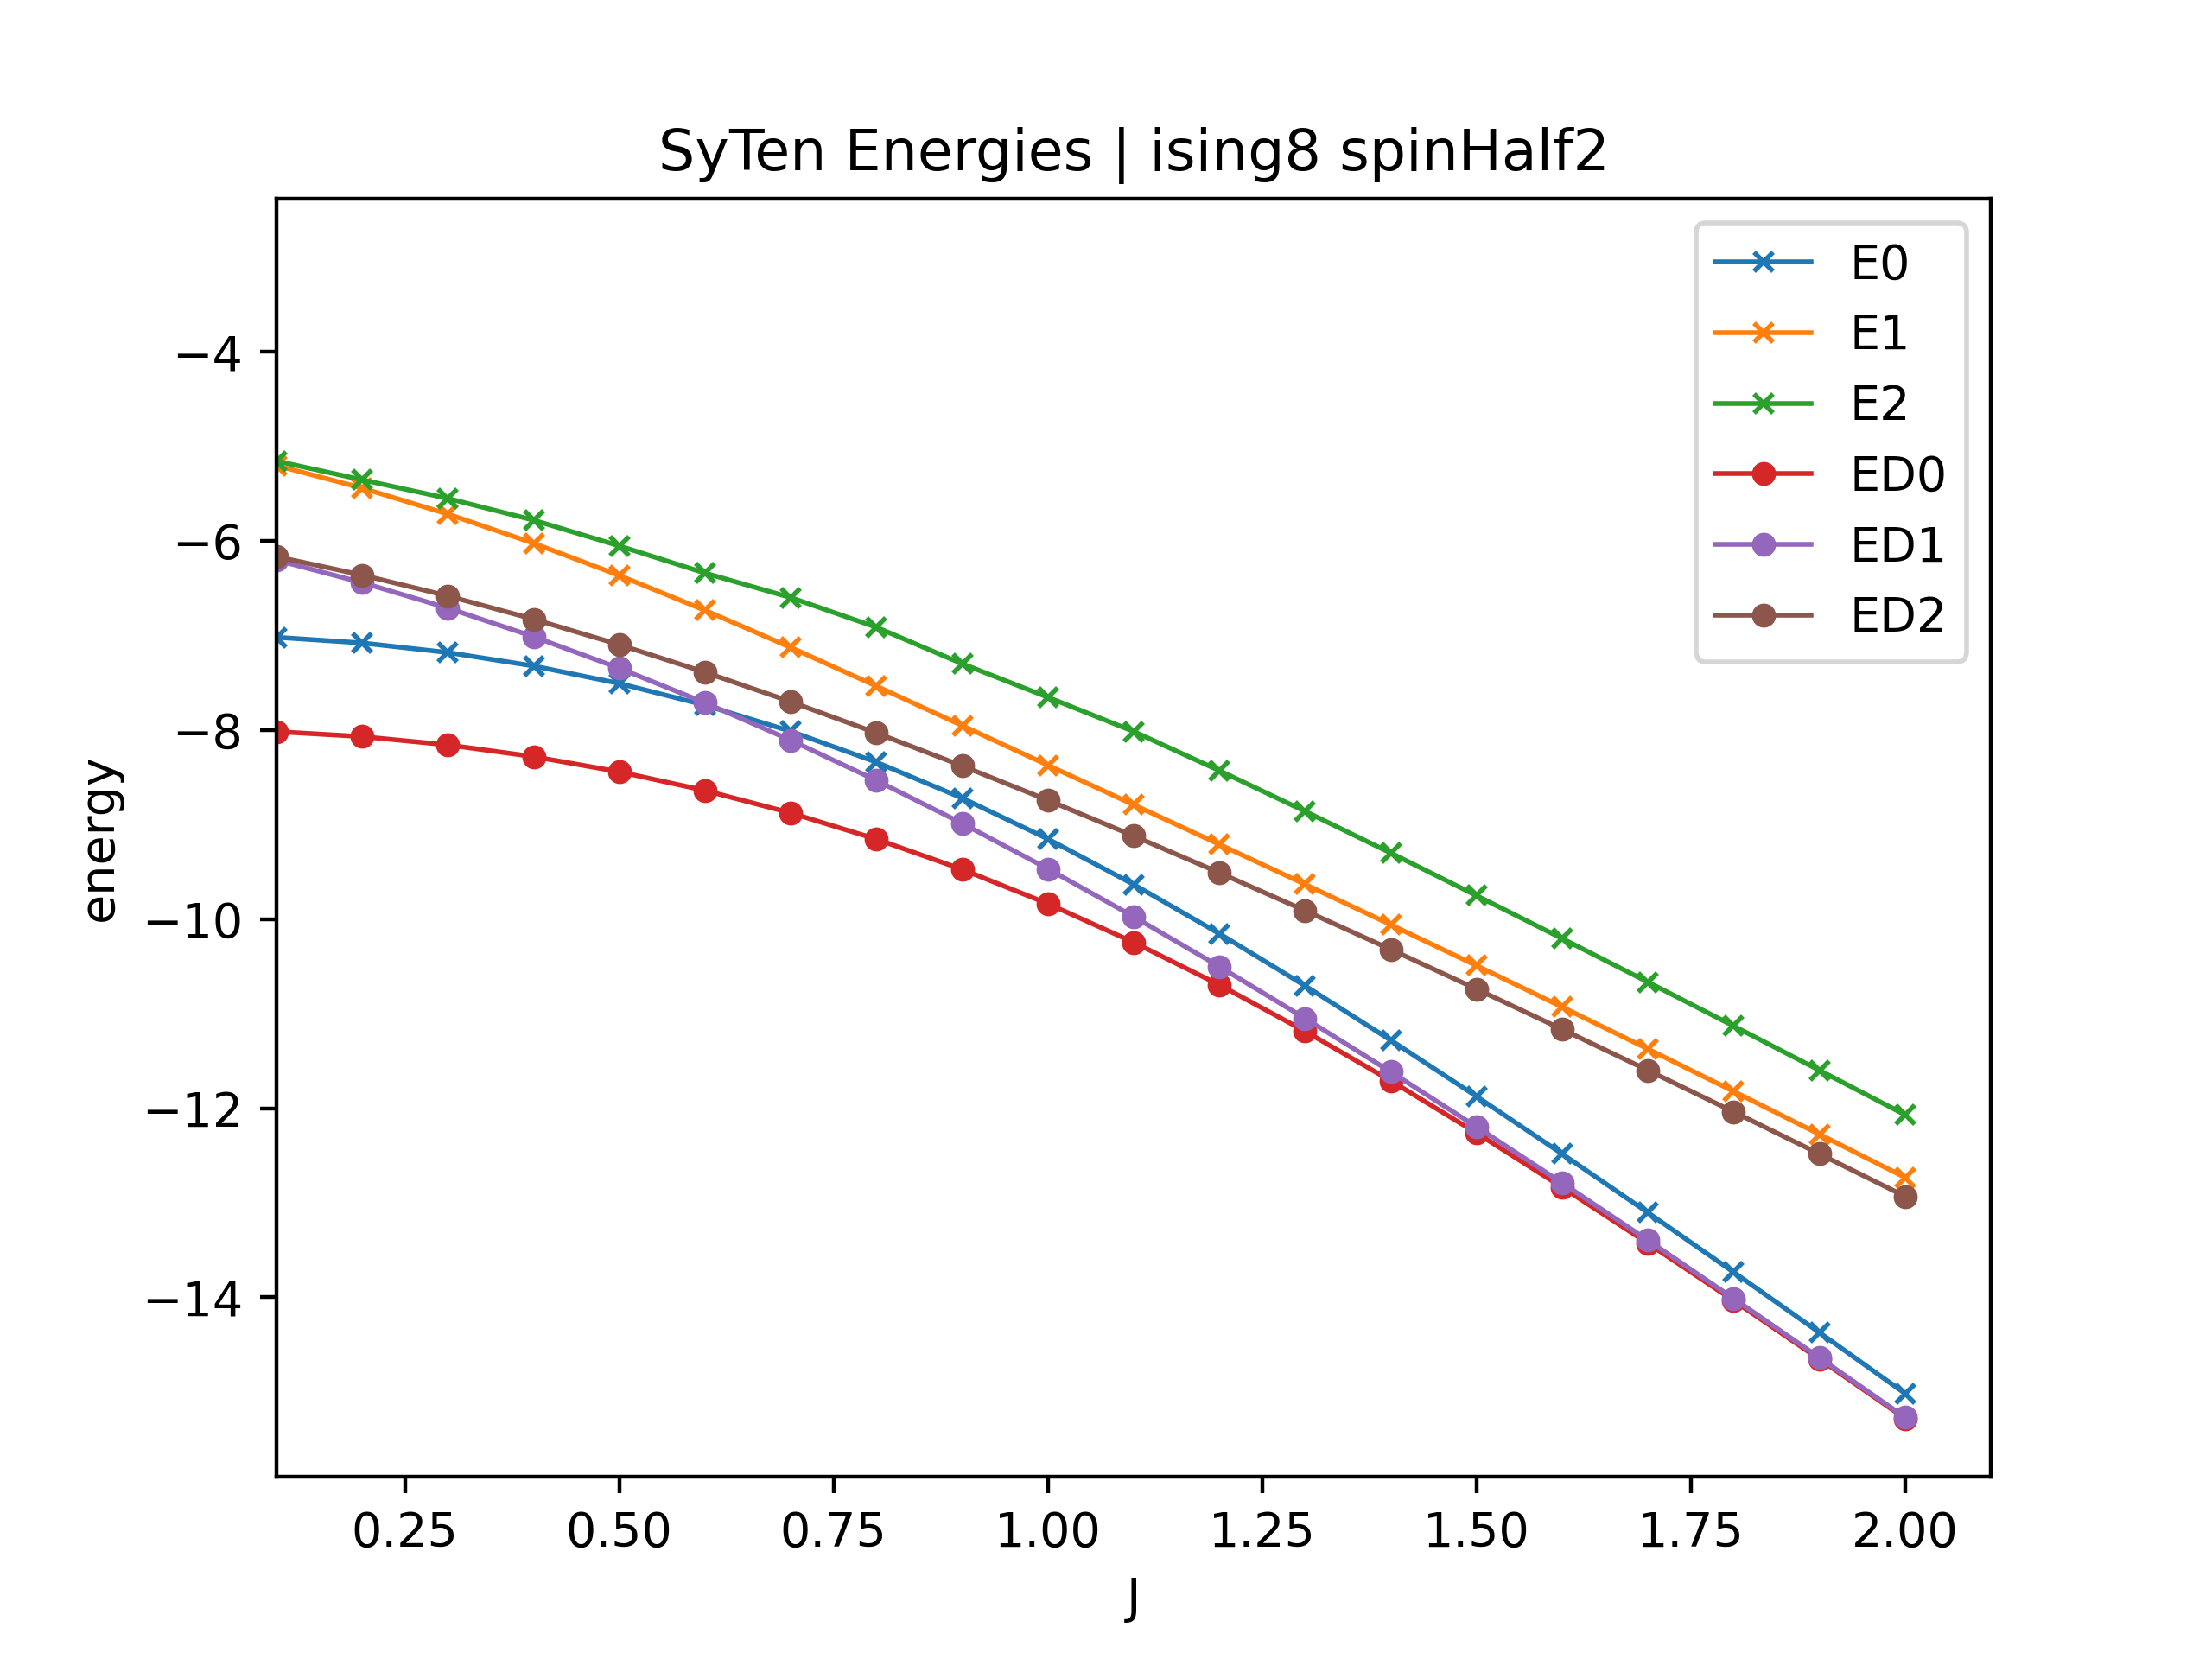 SyTen Energies | ising8 spinHalf2
E0
E1
E2
ED0
ED1
ED2
energy
−4
−6
−8
−10
−12
−14
0.25 0.50 0.75 1.00 1.25 1.50 1.75 2.00
J